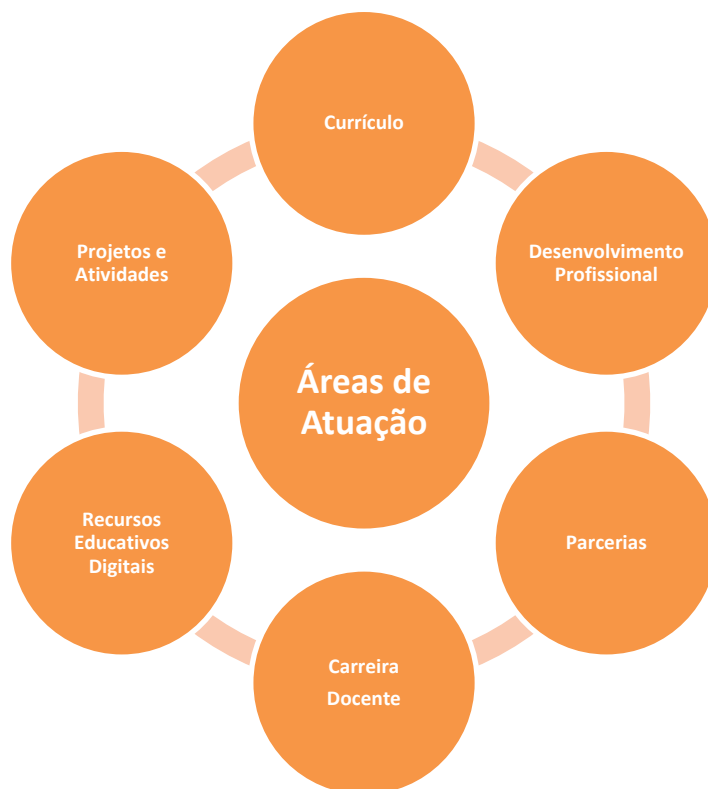 Currículo
Projetos e
Atividades
Desenvolvimento
Profissional
Áreas de
Atuação
Recursos
Educativos
Digitais
Parcerias
Carreira
Docente